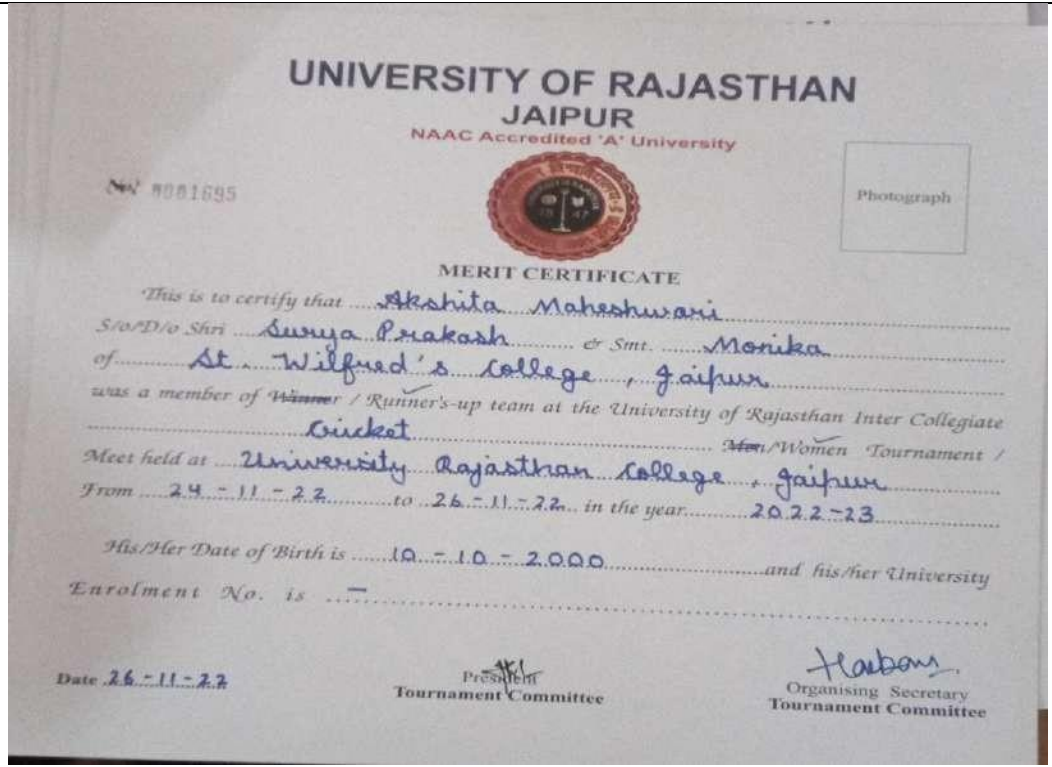 UNIVERSITY OF RAJASTHAN
JAIPUR
NAAC Accredited 'A' University
0001695
Photograph
1947
MERIT CERTIFICATE
This is to certify that Akshita Maheshwari
S/o/D/o Shri Surya Prakash & Smt. Monika
of St. Wilfred's College, Jaipur
was a member of Winner / Runner's-up team at the University of Rajasthan Inter Collegiate
Cricket Men/Women Tournament /
Meet held at University Rajasthan College, Jaipur
From 24-11-22 to 26-11-22 in the year 2022-23
His/Her Date of Birth is 10-10-2000 and his/her University
Enrolment No. is –
Date 26-11-22
President
Tournament Committee
Organising Secretary
Tournament Committee